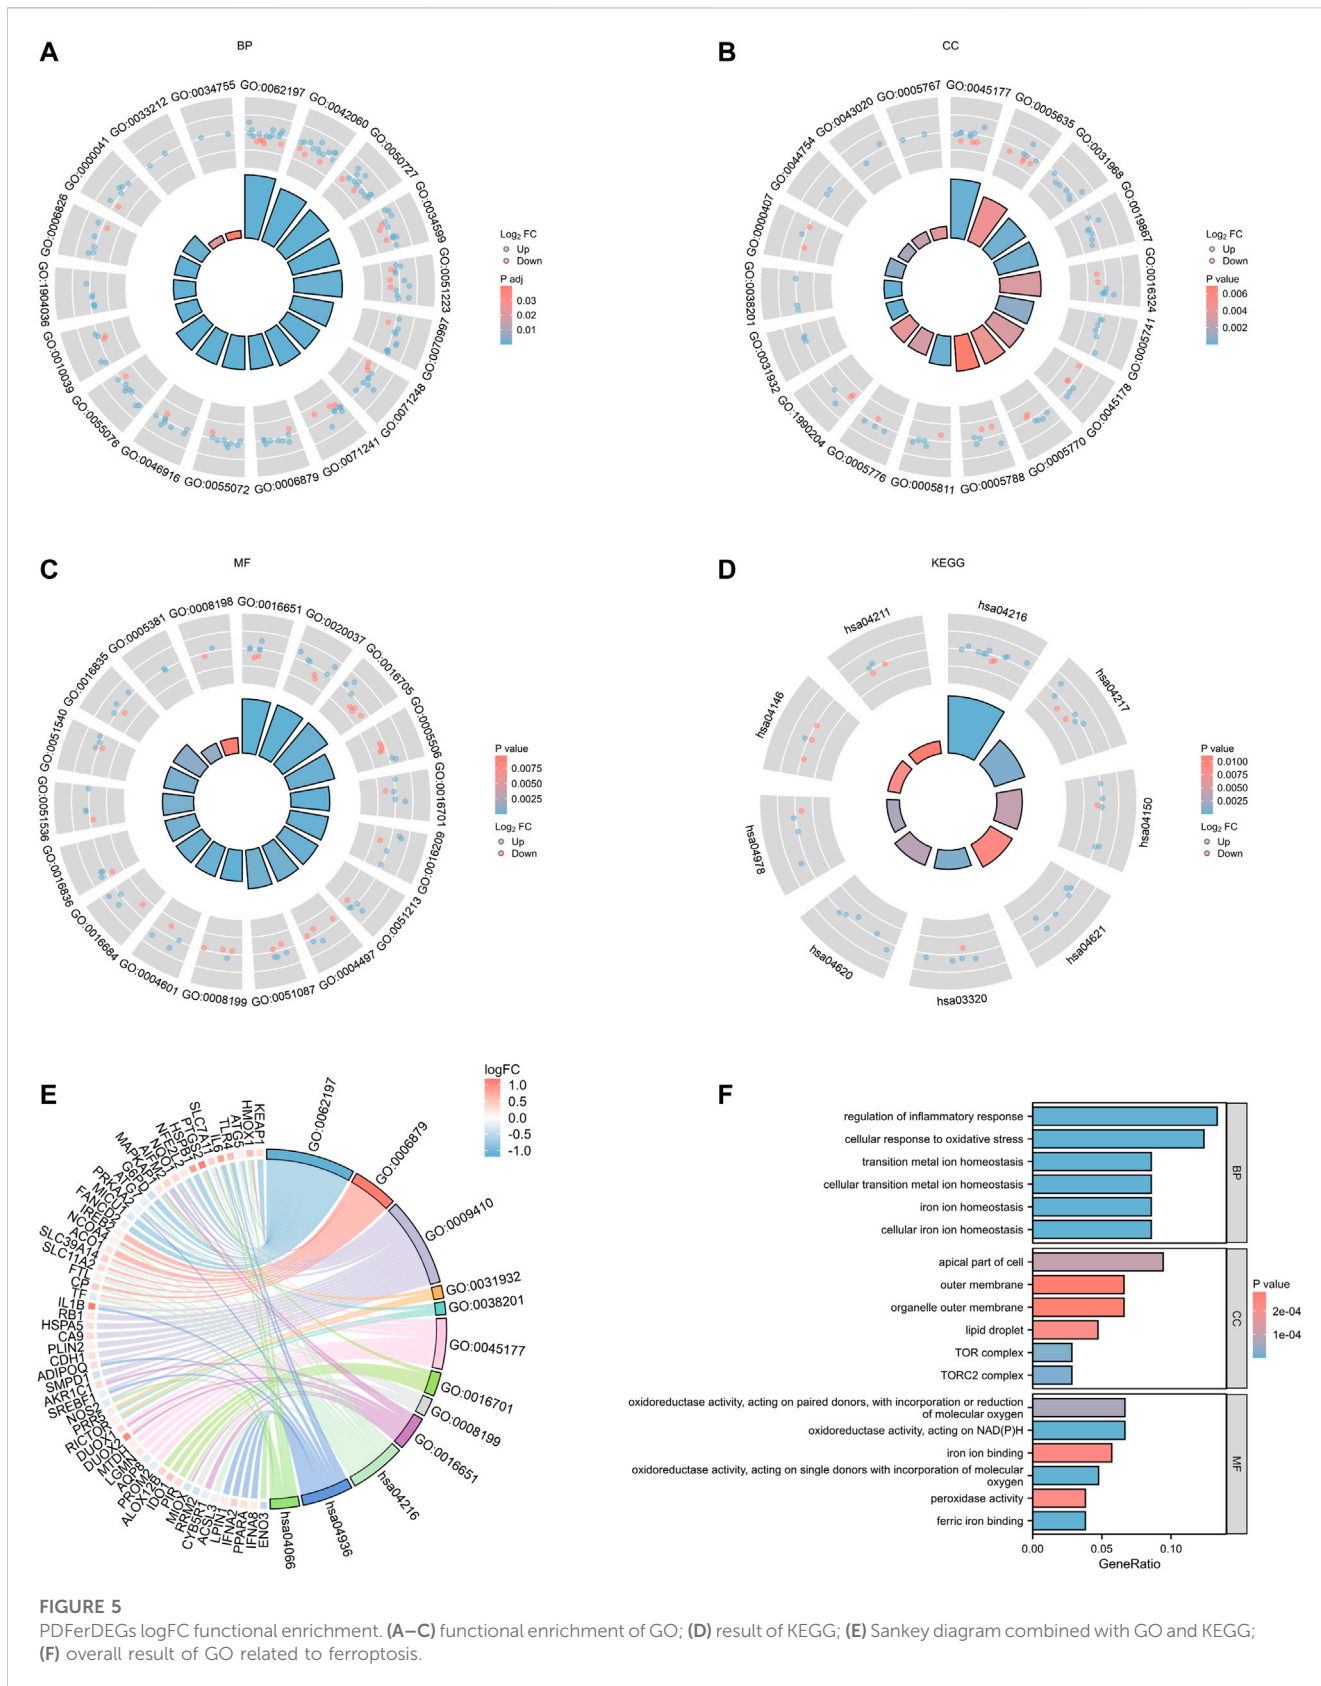 A
BP
GO:0062197
GO:0042060
GO:0050727
GO:0034599
GO:0051223
GO:0070997
GO:0071248
GO:0071241
GO:0006879
GO:0055072
GO:0046916
GO:0055076
GO:0010039
GO:1904036
GO:0006826
GO:0000041
GO:0033212
GO:0034755
Log2 FC
Up
Down
P adj
0.03
0.02
0.01
B
CC
GO:0045177
GO:0005635
GO:0031968
GO:0019867
GO:0016324
GO:0005741
GO:0045178
GO:0005770
GO:0005788
GO:0005811
GO:0005776
GO:1990204
GO:0031932
GO:0038201
GO:0000407
GO:0044754
GO:0043020
GO:0005767
Log2 FC
Up
Down
P value
0.006
0.004
0.002
C
MF
GO:0016651
GO:0020037
GO:0016705
GO:0005506
GO:0016701
GO:0016209
GO:0051213
GO:0004497
GO:0051087
GO:0008199
GO:0004601
GO:0016684
GO:0016836
GO:0051536
GO:0051540
GO:0016835
GO:0005381
GO:0008198
P value
0.0075
0.0050
0.0025
Log2 FC
Up
Down
D
KEGG
hsa04216
hsa04217
hsa04150
hsa04621
hsa03320
hsa04620
hsa04978
hsa04146
hsa04211
P value
0.0100
0.0075
0.0050
0.0025
Log2 FC
Up
Down
E
logFC
1.0
0.5
0.0
-0.5
-1.0
GO:0062197
GO:0006879
GO:0009410
GO:0031932
GO:0038201
GO:0045177
GO:0016701
GO:0008199
GO:0016651
hsa04216
hsa04936
hsa04066
KEAP1
HMOX1
ATG5
TLR4
IL6
SLC7A11
PTGS2
HSPB1
NFE2L2
NQO1
AIFM2
MAPKAP1
G6PD
ATG7
PRKAA2
MICU1
FANCD2
IREB2
NCOA4
ACO1
SLC39A14
SLC11A2
FTL
CP
TF
IL1B
RB1
HSPA5
CA9
PLIN2
CDH1
ADIPOQ
SMPD1
AKR1C1
SREBF1
NOS2
PRR5
RICTOR
DUOX1
DUOX2
MTDH
LGMN
AQP8
PROM2
ALOX12B
IDO1
PIR
MIOX
RRM2
CYB5R1
ACSL3
LPIN1
IFNA2
PPARA
IFNA8
ENO3
F
regulation of inflammatory response
cellular response to oxidative stress
transition metal ion homeostasis
cellular transition metal ion homeostasis
iron ion homeostasis
cellular iron ion homeostasis
BP
apical part of cell
outer membrane
organelle outer membrane
lipid droplet
TOR complex
TORC2 complex
CC
oxidoreductase activity, acting on paired donors, with incorporation or reduction
of molecular oxygen
oxidoreductase activity, acting on NAD(P)H
iron ion binding
oxidoreductase activity, acting on single donors with incorporation of molecular
oxygen
peroxidase activity
ferric iron binding
MF
0.00
0.05
0.10
GeneRatio
P value
2e-04
1e-04
FIGURE 5
PDFerDEGs logFC functional enrichment. (A–C) functional enrichment of GO; (D) result of KEGG; (E) Sankey diagram combined with GO and KEGG;
(F) overall result of GO related to ferroptosis.